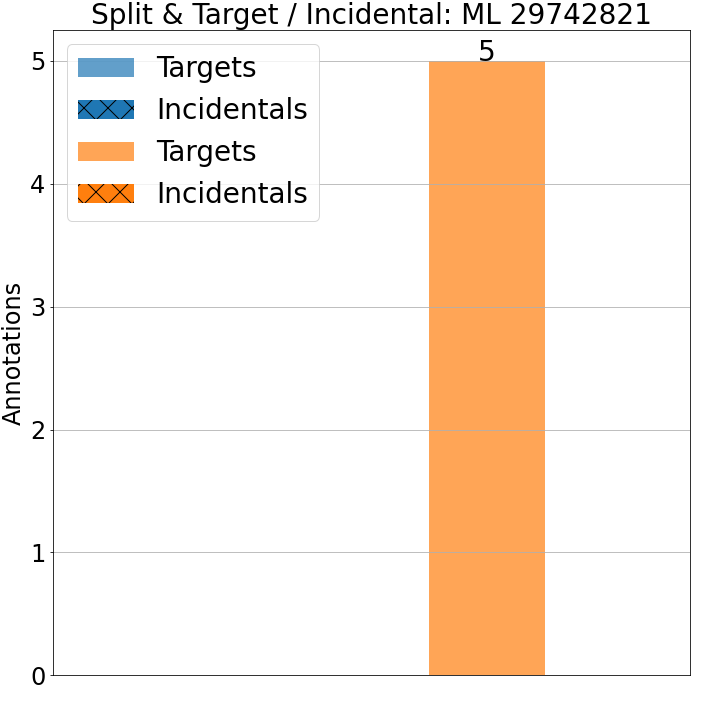 Split & Target / Incidental: ML 29742821
5
5
Targets
Incidentals
Targets
Incidentals
4
3
2
1
0
Annotations